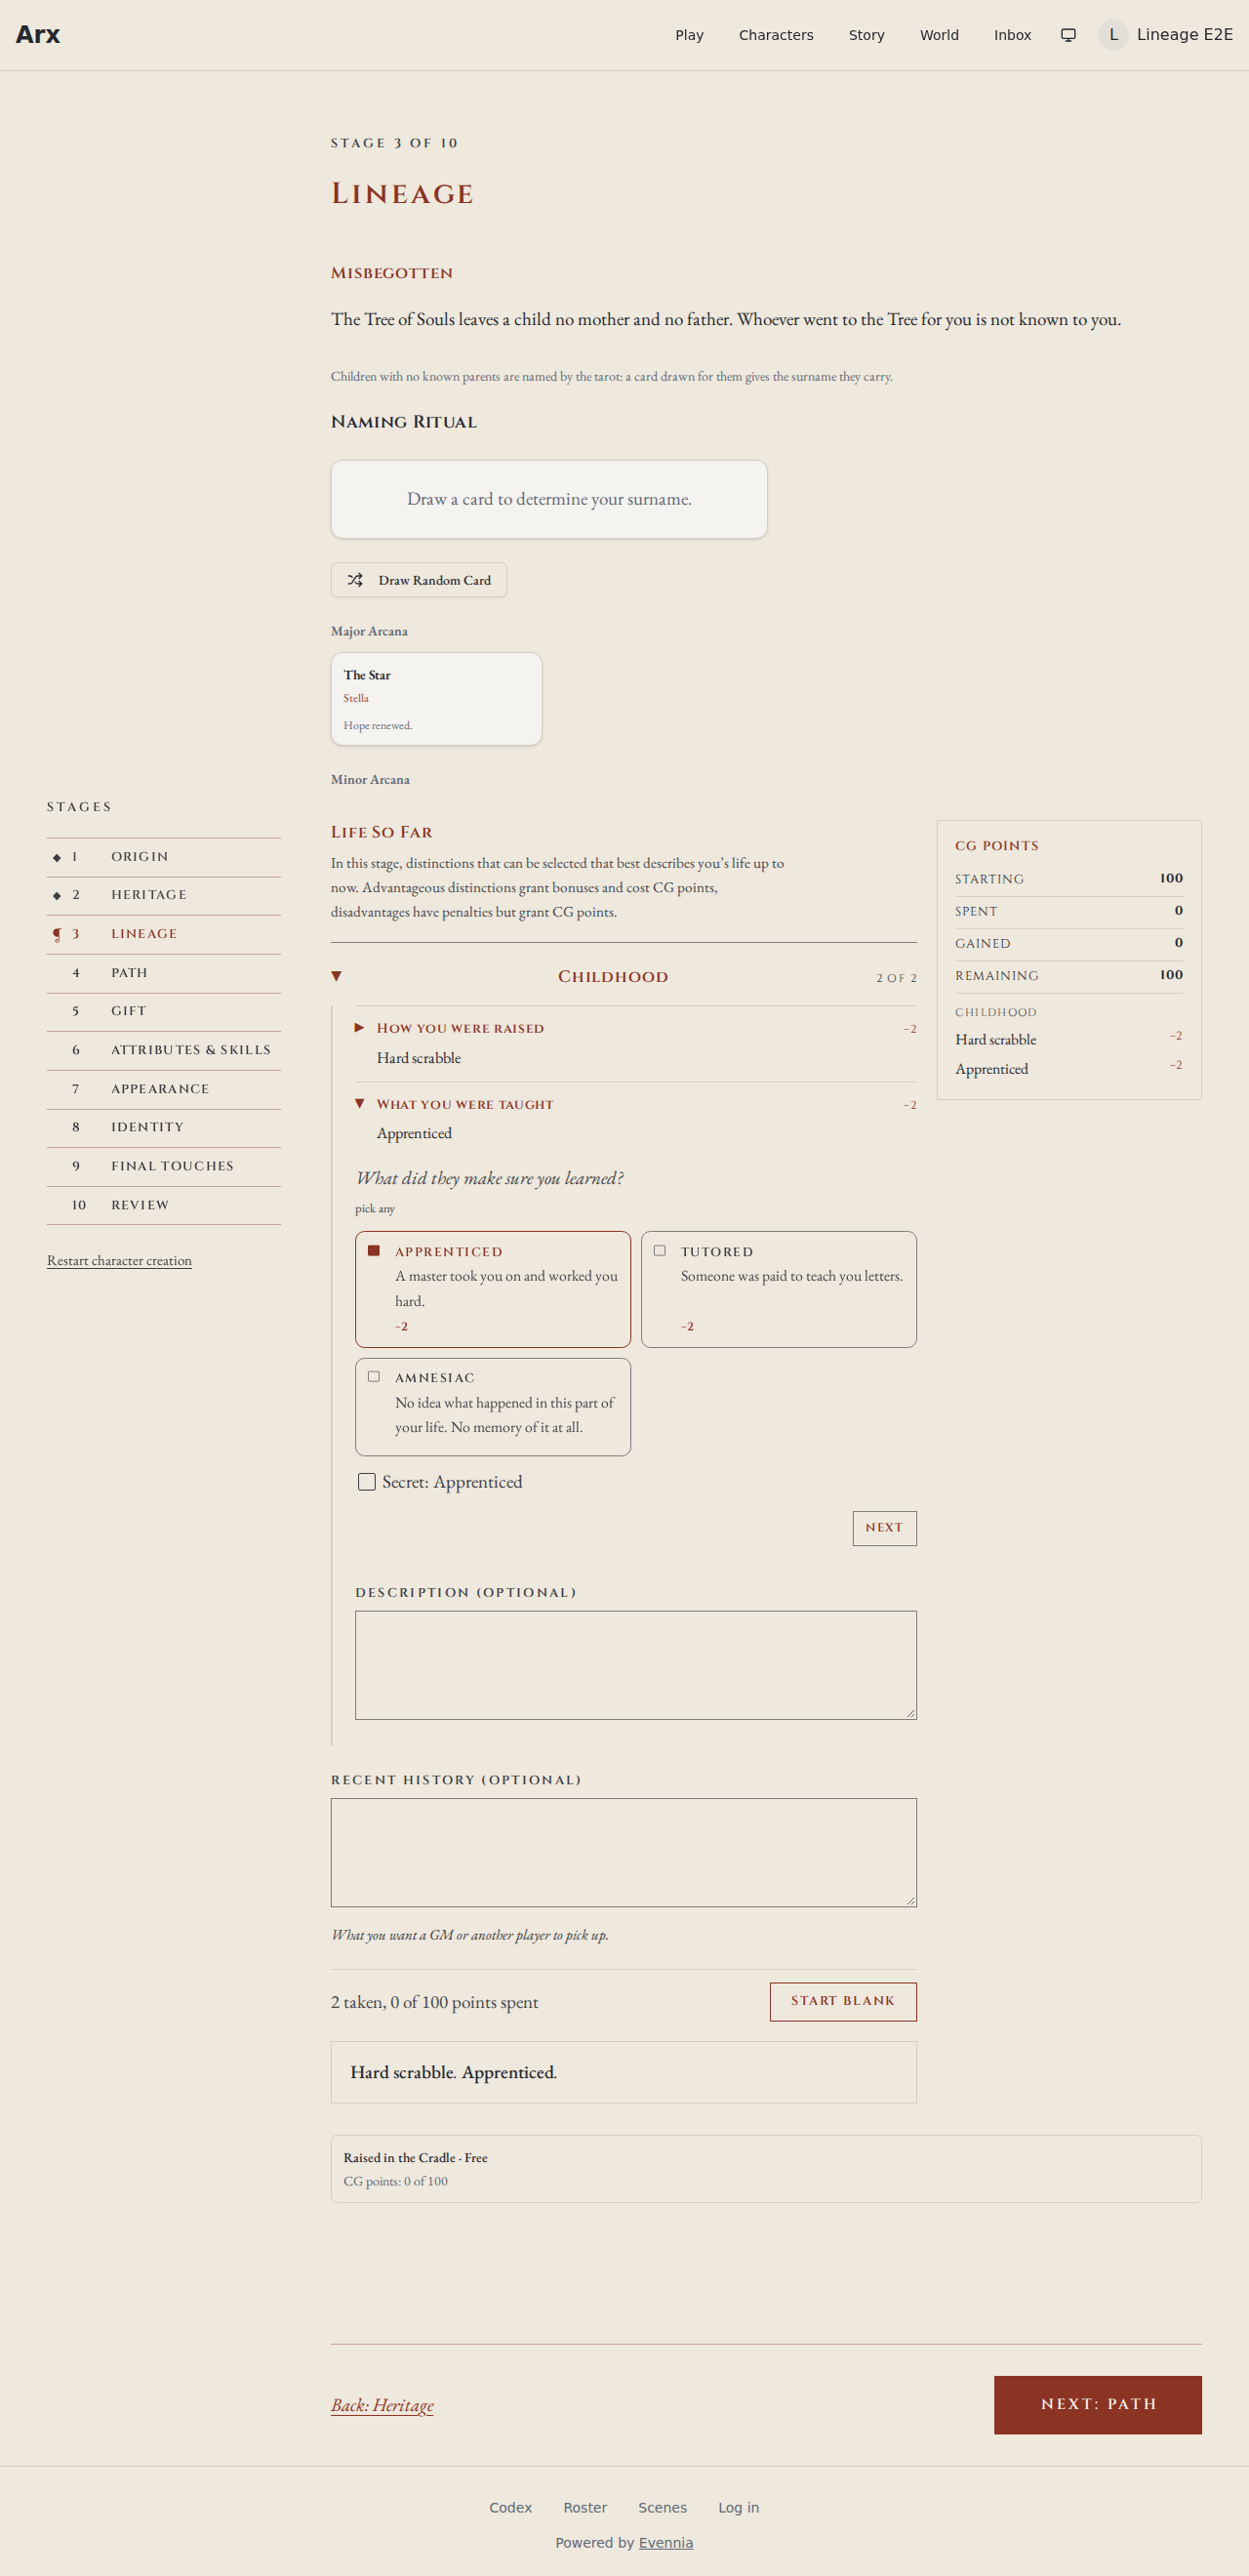 Arx
Play
Characters
Story
World
Inbox
L
Lineage E2E
STAGE 3 OF 10
LINEAGE
MISBEGOTTEN
The Tree of Souls leaves a child no mother and no father. Whoever went to the Tree for you is not known to you.
Children with no known parents are named by the tarot: a card drawn for them gives the surname they carry.
NAMING RITUAL
Draw a card to determine your surname.
Draw Random Card
Major Arcana
The Star
Stella
Hope renewed.
Minor Arcana
STAGES
◆ 1 ORIGIN
◆ 2 HERITAGE
¶ 3 LINEAGE
4 PATH
5 GIFT
6 ATTRIBUTES & SKILLS
7 APPEARANCE
8 IDENTITY
9 FINAL TOUCHES
10 REVIEW
Restart character creation
LIFE SO FAR
In this stage, distinctions that can be selected that best describes you’s life up to
now. Advantageous distinctions grant bonuses and cost CG points,
disadvantages have penalties but grant CG points.
▼ CHILDHOOD 2 OF 2
▶ HOW YOU WERE RAISED −2
Hard scrabble
▼ WHAT YOU WERE TAUGHT −2
Apprenticed
What did they make sure you learned?
pick any
APPRENTICED
A master took you on and worked you
hard.
−2
TUTORED
Someone was paid to teach you letters.
−2
AMNESIAC
No idea what happened in this part of
your life. No memory of it at all.
Secret: Apprenticed
NEXT
DESCRIPTION (OPTIONAL)
RECENT HISTORY (OPTIONAL)
What you want a GM or another player to pick up.
2 taken, 0 of 100 points spent
START BLANK
Hard scrabble. Apprenticed.
CG POINTS
STARTING 100
SPENT 0
GAINED 0
REMAINING 100
CHILDHOOD
Hard scrabble −2
Apprenticed −2
Raised in the Cradle · Free
CG points: 0 of 100
Back: Heritage
NEXT: PATH
Codex
Roster
Scenes
Log in
Powered by Evennia